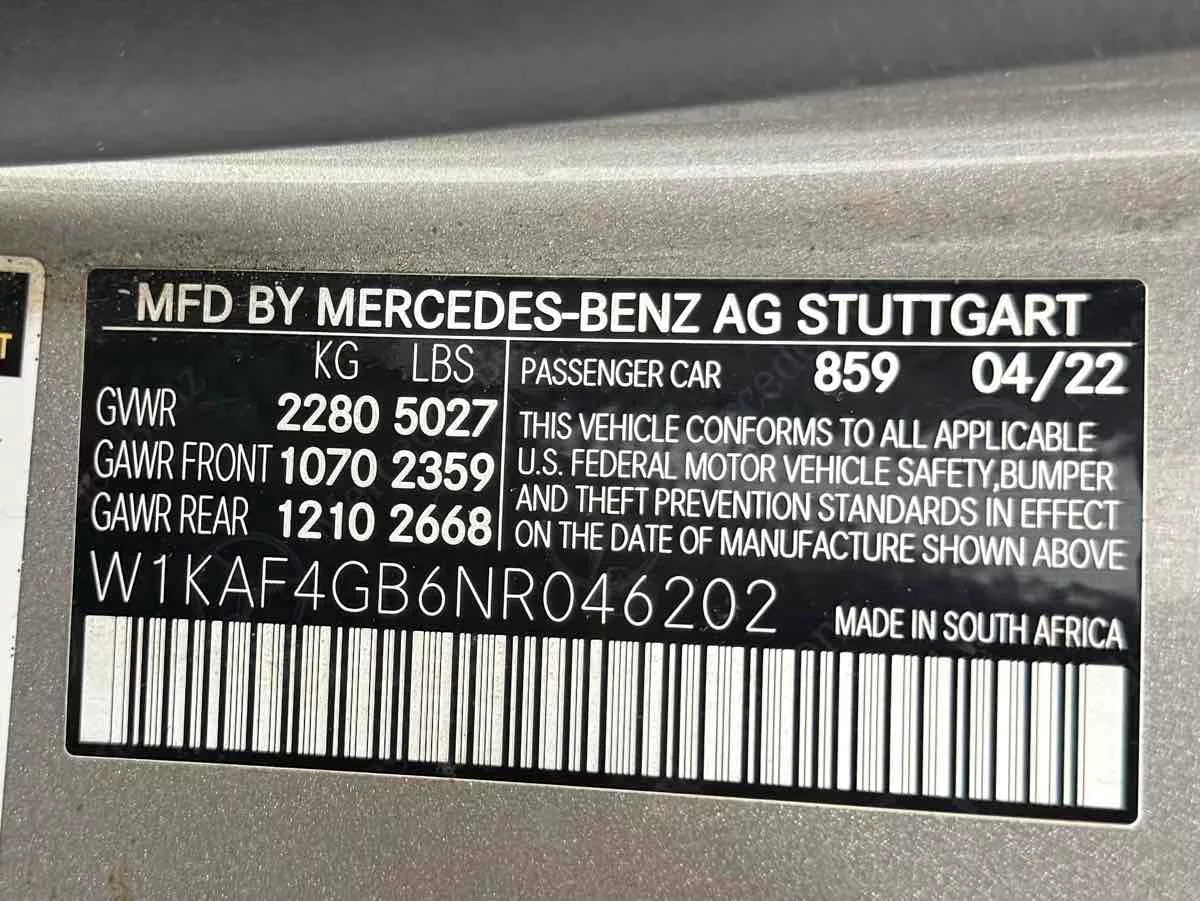 MFD BY MERCEDES-BENZ AG STUTTGART
KG LBS
GVWR 2280 5027
GAWR FRONT 1070 2359
GAWR REAR 1210 2668
PASSENGER CAR 859 04/22
THIS VEHICLE CONFORMS TO ALL APPLICABLE
U.S. FEDERAL MOTOR VEHICLE SAFETY,BUMPER
AND THEFT PREVENTION STANDARDS IN EFFECT
ON THE DATE OF MANUFACTURE SHOWN ABOVE
W1KAF4GB6NR046202
MADE IN SOUTH AFRICA
T